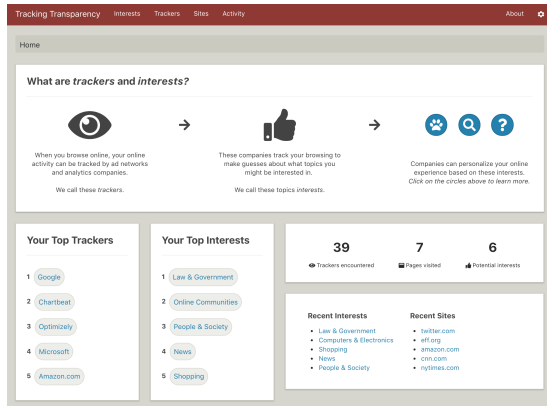 Tracking Transparency Interests Trackers Sites Activity About
Home
What are trackers and interests?
When you browse online, your online
activity can be tracked by ad networks
and analytics companies.
We call these trackers.
These companies track your browsing to
make guesses about what topics you
might be interested in.
We call these topics interests.
?
Companies can personalize your online
experience based on these interests.
Click on the circles above to learn more.
Your Top Trackers
1 Google
2 Chartbeat
3 Optimizely
4 Microsoft
5 Amazon.com
Your Top Interests
1 Law & Government
2 Online Communities
3 People & Society
4 News
5 Shopping
39 7 6
Trackers encountered Pages visited Potential interests
Recent Interests
• Law & Government
• Computers & Electronics
• Shopping
• News
• People & Society
Recent Sites
• twitter.com
• eff.org
• amazon.com
• cnn.com
• nytimes.com